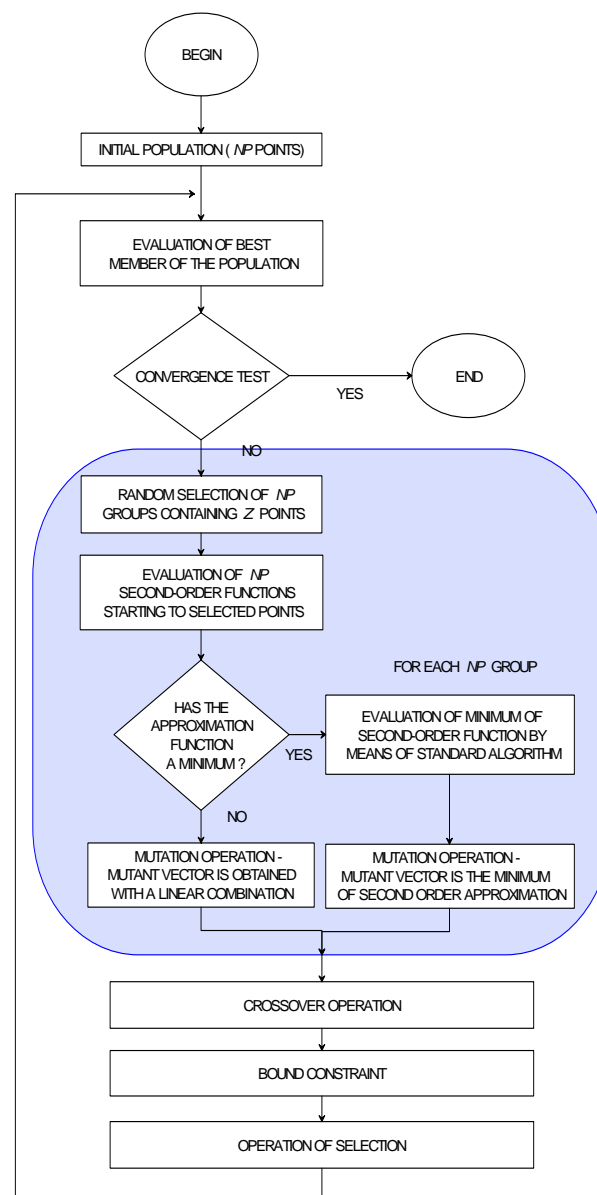 BEGIN
INITIAL POPULATION ( NP POINTS)
EVALUATION OF BEST
MEMBER OF THE POPULATION
CONVERGENCE TEST
YES
END
NO
RANDOM SELECTION OF NP
GROUPS CONTAINING Z POINTS
EVALUATION OF NP
SECOND-ORDER FUNCTIONS
STARTING TO SELECTED POINTS
FOR EACH NP GROUP
HAS THE
APPROXIMATION
FUNCTION
A MINIMUM ?
YES
EVALUATION OF MINIMUM OF
SECOND-ORDER FUNCTION BY
MEANS OF STANDARD ALGORITHM
NO
MUTATION OPERATION -
MUTANT VECTOR IS OBTAINED
WITH A LINEAR COMBINATION
MUTATION OPERATION -
MUTANT VECTOR IS THE MINIMUM
OF SECOND ORDER APPROXIMATION
CROSSOVER OPERATION
BOUND CONSTRAINT
OPERATION OF SELECTION